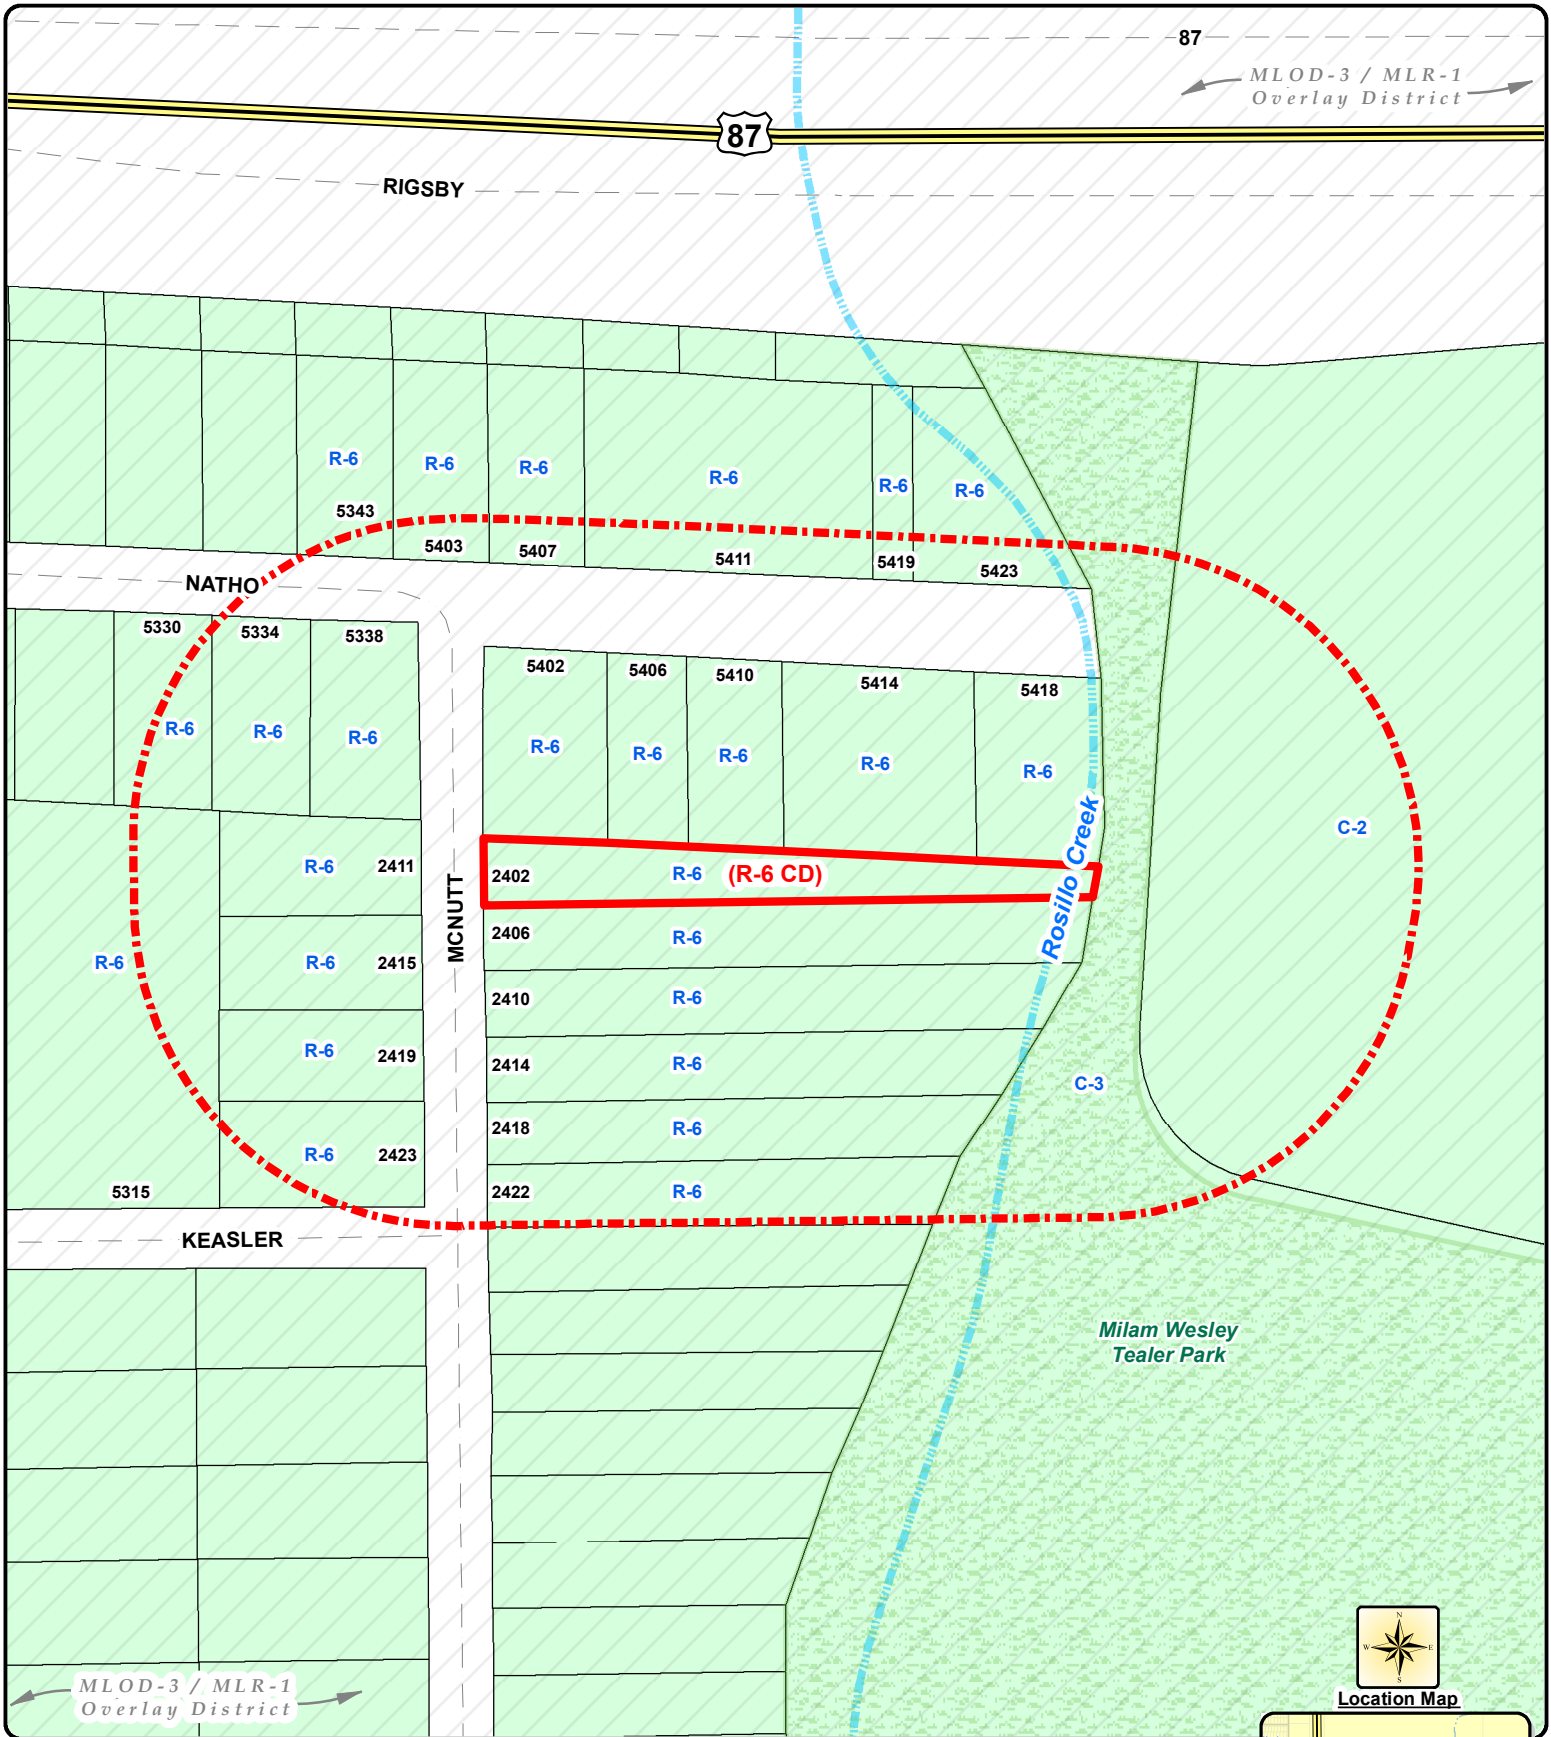 87
MLOD-3 / MLR-1
Overlay District
87
RIGSBY
R-6
R-6
R-6
R-6
R-6
R-6
5343
5403
5407
5411
5419
5423
NATHO
5330
5334
5338
5402
5406
5410
5414
5418
R-6
R-6
R-6
R-6
R-6
R-6
R-6
R-6
C-2
Rosillo Creek
R-6
2411
MCNUTT
2402
R-6
(R-6 CD)
2406
R-6
R-6
R-6
2415
2410
R-6
R-6
2419
2414
R-6
C-3
R-6
2423
2418
R-6
5315
2422
R-6
KEASLER
Milam Wesley
Tealer Park
N
W
E
S
Location Map
MLOD-3 / MLR-1
Overlay District